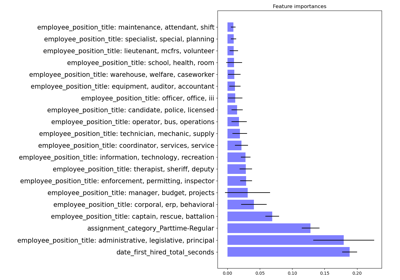 Feature importances
employee_position_title: maintenance, attendant, shift
employee_position_title: specialist, special, planning
employee_position_title: lieutenant, mcfrs, volunteer
employee_position_title: school, health, room
employee_position_title: warehouse, welfare, caseworker
employee_position_title: equipment, auditor, accountant
employee_position_title: officer, office, iii
employee_position_title: candidate, police, licensed
employee_position_title: operator, bus, operations
employee_position_title: technician, mechanic, supply
employee_position_title: coordinator, services, service
employee_position_title: information, technology, recreation
employee_position_title: therapist, sheriff, deputy
employee_position_title: enforcement, permitting, inspector
employee_position_title: manager, budget, projects
employee_position_title: corporal, erp, behavioral
employee_position_title: captain, rescue, battalion
assignment_category_Parttime-Regular
employee_position_title: administrative, legislative, principal
date_first_hired_total_seconds
0.00 0.05 0.10 0.15 0.20